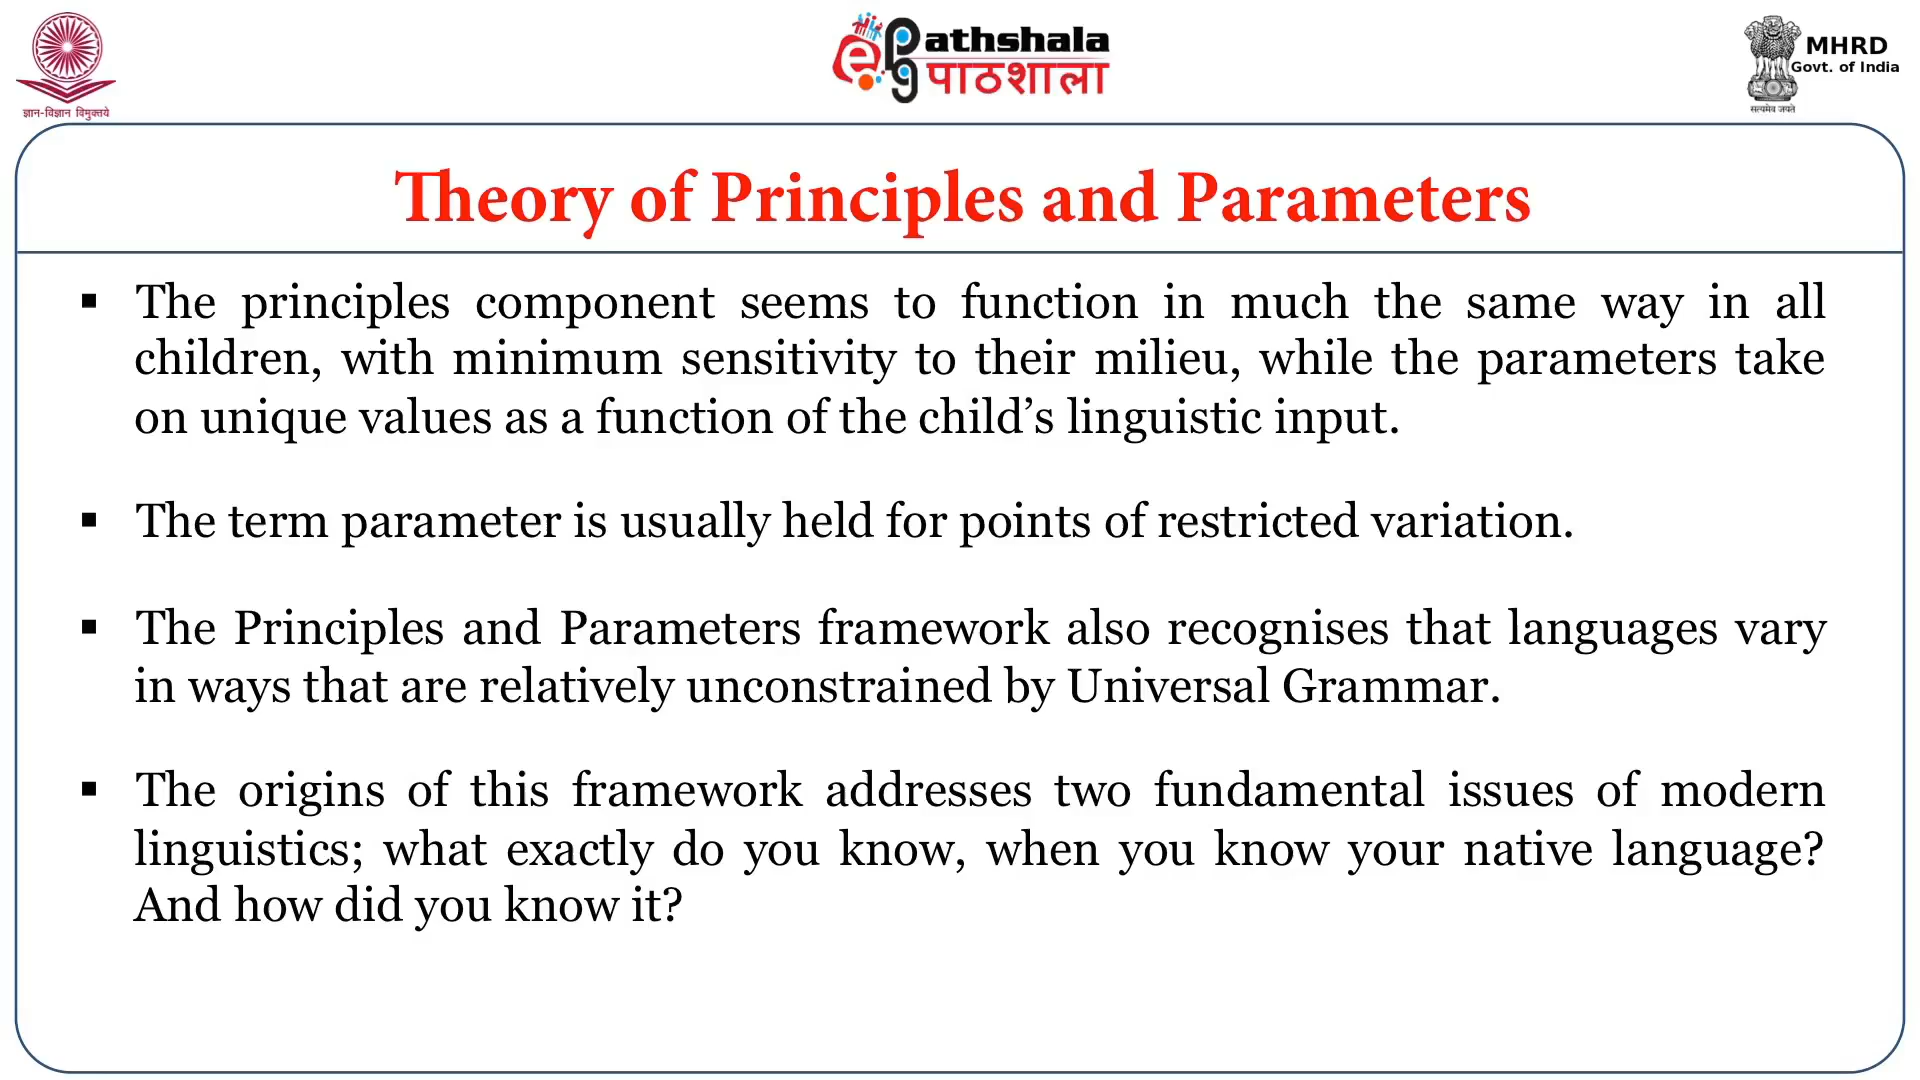 ज्ञान-विज्ञान विमुक्तये
ePG Pathshala
पाठशाला
MHRD
Govt. of India
सत्यमेव जयते
Theory of Principles and Parameters
▪ The principles component seems to function in much the same way in all
children, with minimum sensitivity to their milieu, while the parameters take
on unique values as a function of the child’s linguistic input.
▪ The term parameter is usually held for points of restricted variation.
▪ The Principles and Parameters framework also recognises that languages vary
in ways that are relatively unconstrained by Universal Grammar.
▪ The origins of this framework addresses two fundamental issues of modern
linguistics; what exactly do you know, when you know your native language?
And how did you know it?